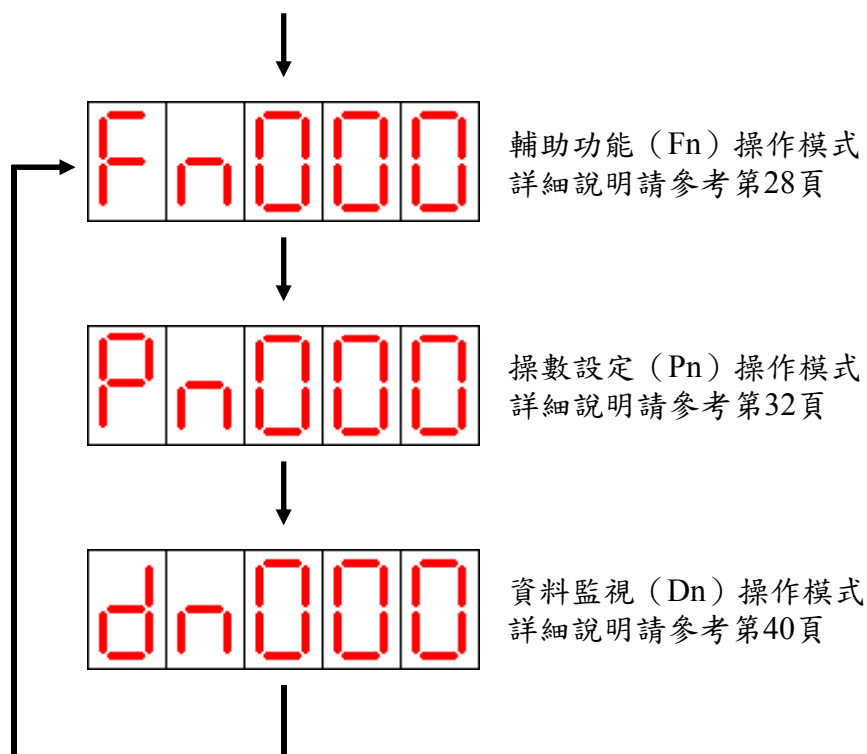 Fn000
輔助功能（Fn）操作模式
詳細說明請參考第28頁
Pn000
操數設定（Pn）操作模式
詳細說明請參考第32頁
dn000
資料監視（Dn）操作模式
詳細說明請參考第40頁